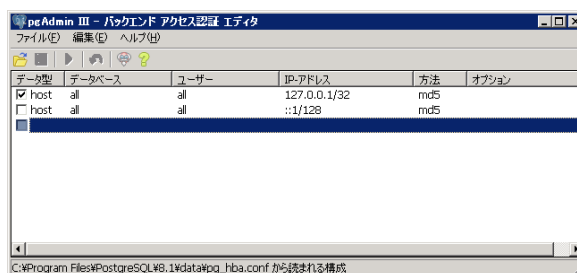 pgAdmin III - バックエンド アクセス認証 エディタ
ファイル(F) 編集(E) ヘルプ(H)
データ型 データベース ユーザー IP-アドレス 方法 オプション
host all all 127.0.0.1/32 md5
host all all ::1/128 md5
C:¥Program Files¥PostgreSQL¥8.1¥data¥pg_hba.conf から読まれる構成